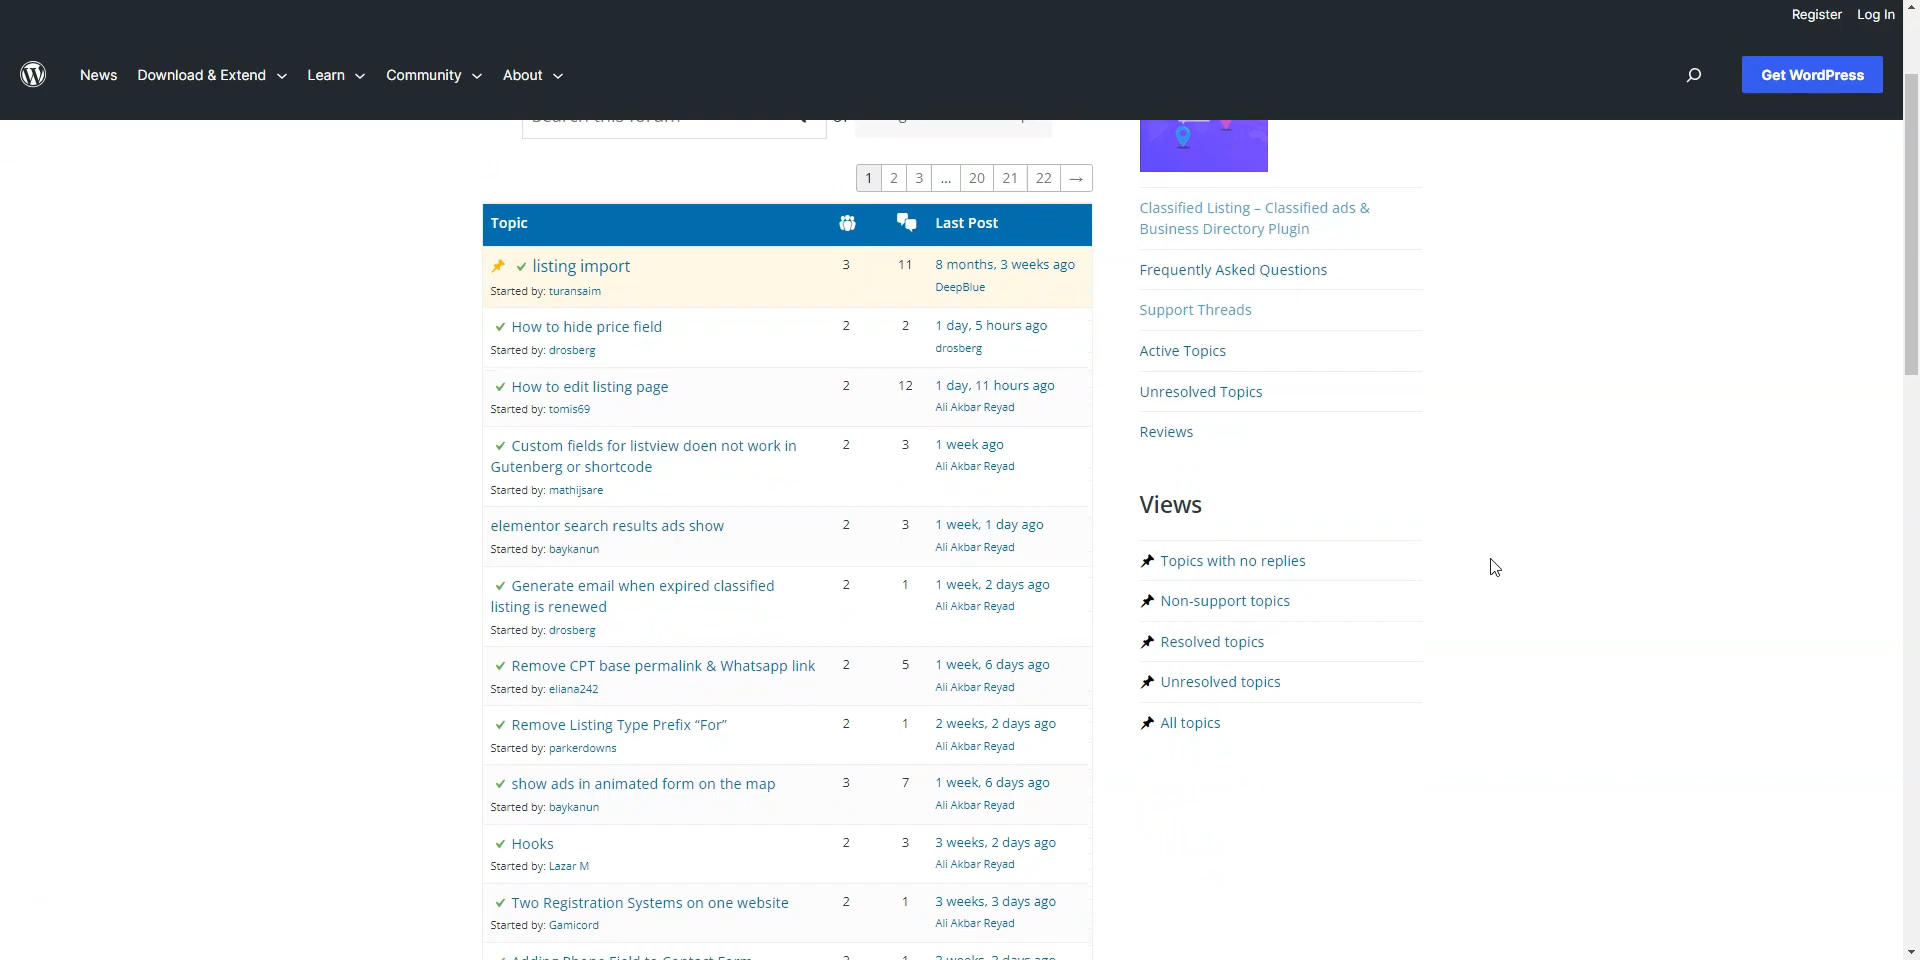 Register Log In
News Download & Extend Learn Community About Get WordPress
1 2 3 ... 20 21 22 →
Topic Last Post
listing import 3 11 8 months, 3 weeks ago
Started by: turansaim DeepBlue
How to hide price field 2 2 1 day, 5 hours ago
Started by: drosberg drosberg
How to edit listing page 2 12 1 day, 11 hours ago
Started by: tomis69 Ali Akbar Reyad
Custom fields for listview doen not work in 2 3 1 week ago
Gutenberg or shortcode Ali Akbar Reyad
Started by: mathijsare
elementor search results ads show 2 3 1 week, 1 day ago
Started by: baykanun Ali Akbar Reyad
Generate email when expired classified 2 1 1 week, 2 days ago
listing is renewed Ali Akbar Reyad
Started by: drosberg
Remove CPT base permalink & Whatsapp link 2 5 1 week, 6 days ago
Started by: eliana242 Ali Akbar Reyad
Remove Listing Type Prefix “For” 2 1 2 weeks, 2 days ago
Started by: parkerdowns Ali Akbar Reyad
show ads in animated form on the map 3 7 1 week, 6 days ago
Started by: baykanun Ali Akbar Reyad
Hooks 2 3 3 weeks, 2 days ago
Started by: Lazar M Ali Akbar Reyad
Two Registration Systems on one website 2 1 3 weeks, 3 days ago
Started by: Gamicord Ali Akbar Reyad
Classified Listing – Classified ads &
Business Directory Plugin
Frequently Asked Questions
Support Threads
Active Topics
Unresolved Topics
Reviews
Views
Topics with no replies
Non-support topics
Resolved topics
Unresolved topics
All topics